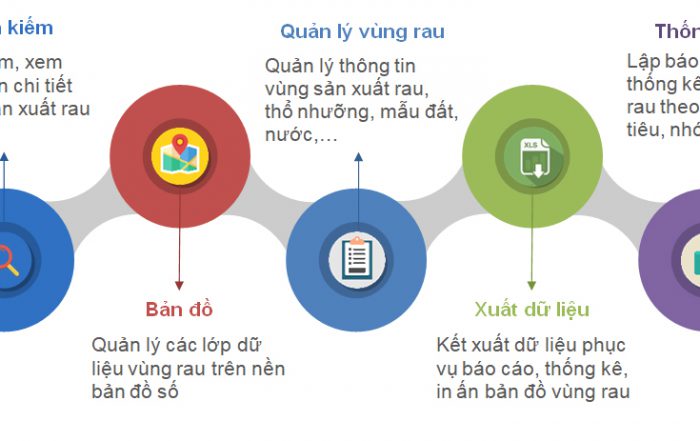 kiếm
m, xem
chi tiết
xuất rau
Bản đồ
Quản lý các lớp dữ
liệu vùng rau trên nền
bản đồ số
Quản lý vùng rau
Quản lý thông tin
vùng sản xuất rau,
thổ nhưỡng, mẫu đất,
nước,...
XLS
Xuất dữ liệu
Kết xuất dữ liệu phục
vụ báo cáo, thống kê,
in ấn bản đồ vùng rau
Thốn
Lập báo
thống kê
rau theo
tiêu, nhó